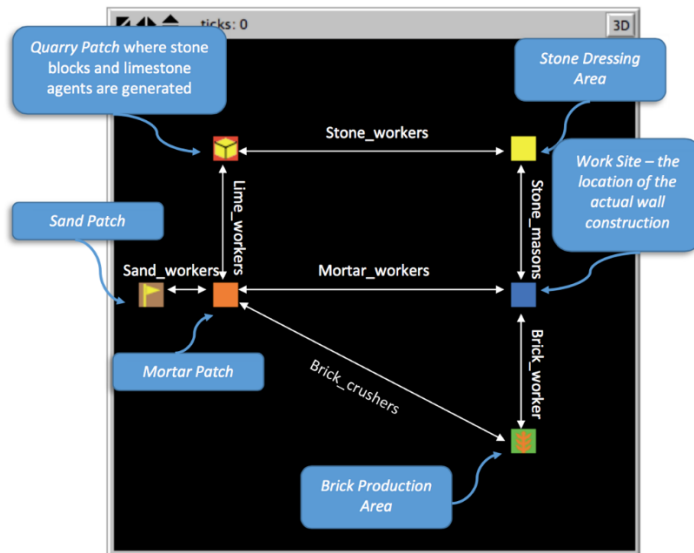 ticks: 0
3D
Quarry Patch where stone
blocks and limestone
agents are generated
Stone Dressing
Area
Stone_workers
Work Site – the
location of the
actual wall
construction
Lime_workers
Stone_masons
Sand Patch
Sand_workers
Mortar_workers
Mortar Patch
Brick_crushers
Brick_worker
Brick Production
Area